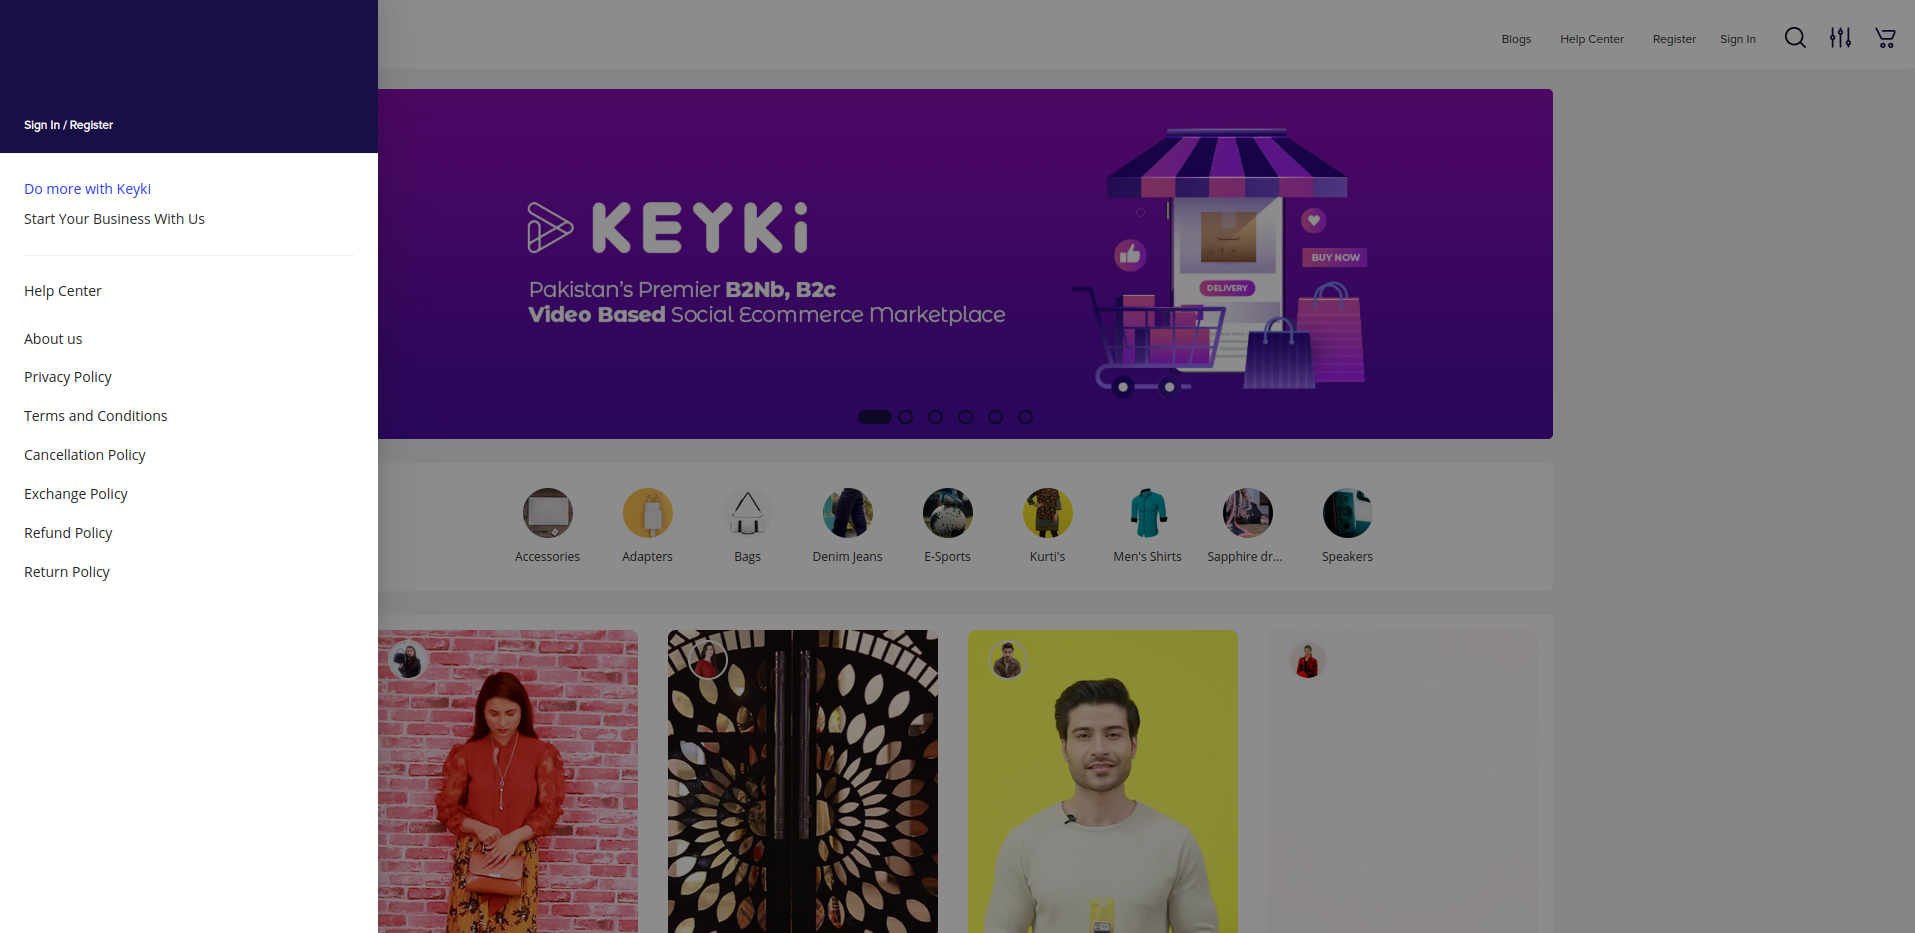 Sign In / Register
Do more with Keyki
Start Your Business With Us
Help Center
About us
Privacy Policy
Terms and Conditions
Cancellation Policy
Exchange Policy
Refund Policy
Return Policy
Blogs
Help Center
Register
Sign In
KEYKi
Pakistan's Premier B2Nb, B2c
Video Based Social Ecommerce Marketplace
BUY NOW
DELIVERY
Accessories
Adapters
Bags
Denim Jeans
E-Sports
Kurti's
Men's Shirts
Sapphire dr...
Speakers